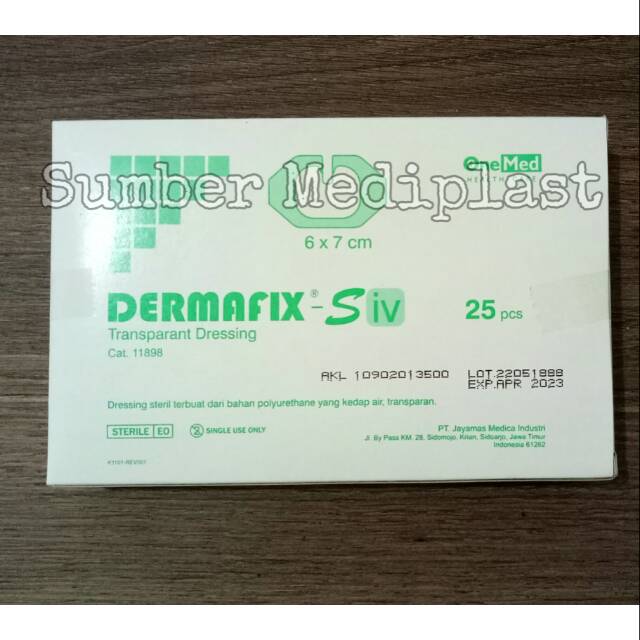 OneMed
Sumber Mediplast
6 x 7 cm
DERMAFIX® - S iv
25 pcs
Transparant Dressing
Cat. 11898
AKL 10902013500
LOT.22051888
EXP.APR 2023
Dressing steril terbuat dari bahan polyurethane yang kedap air, transparan.
STERILE EO
2 SINGLE USE ONLY
PT. Jayamas Medica Industri
Jl. By Pass KM. 28, Sidomojo, Krian, Sidoarjo, Jawa Timur
Indonesia 61262